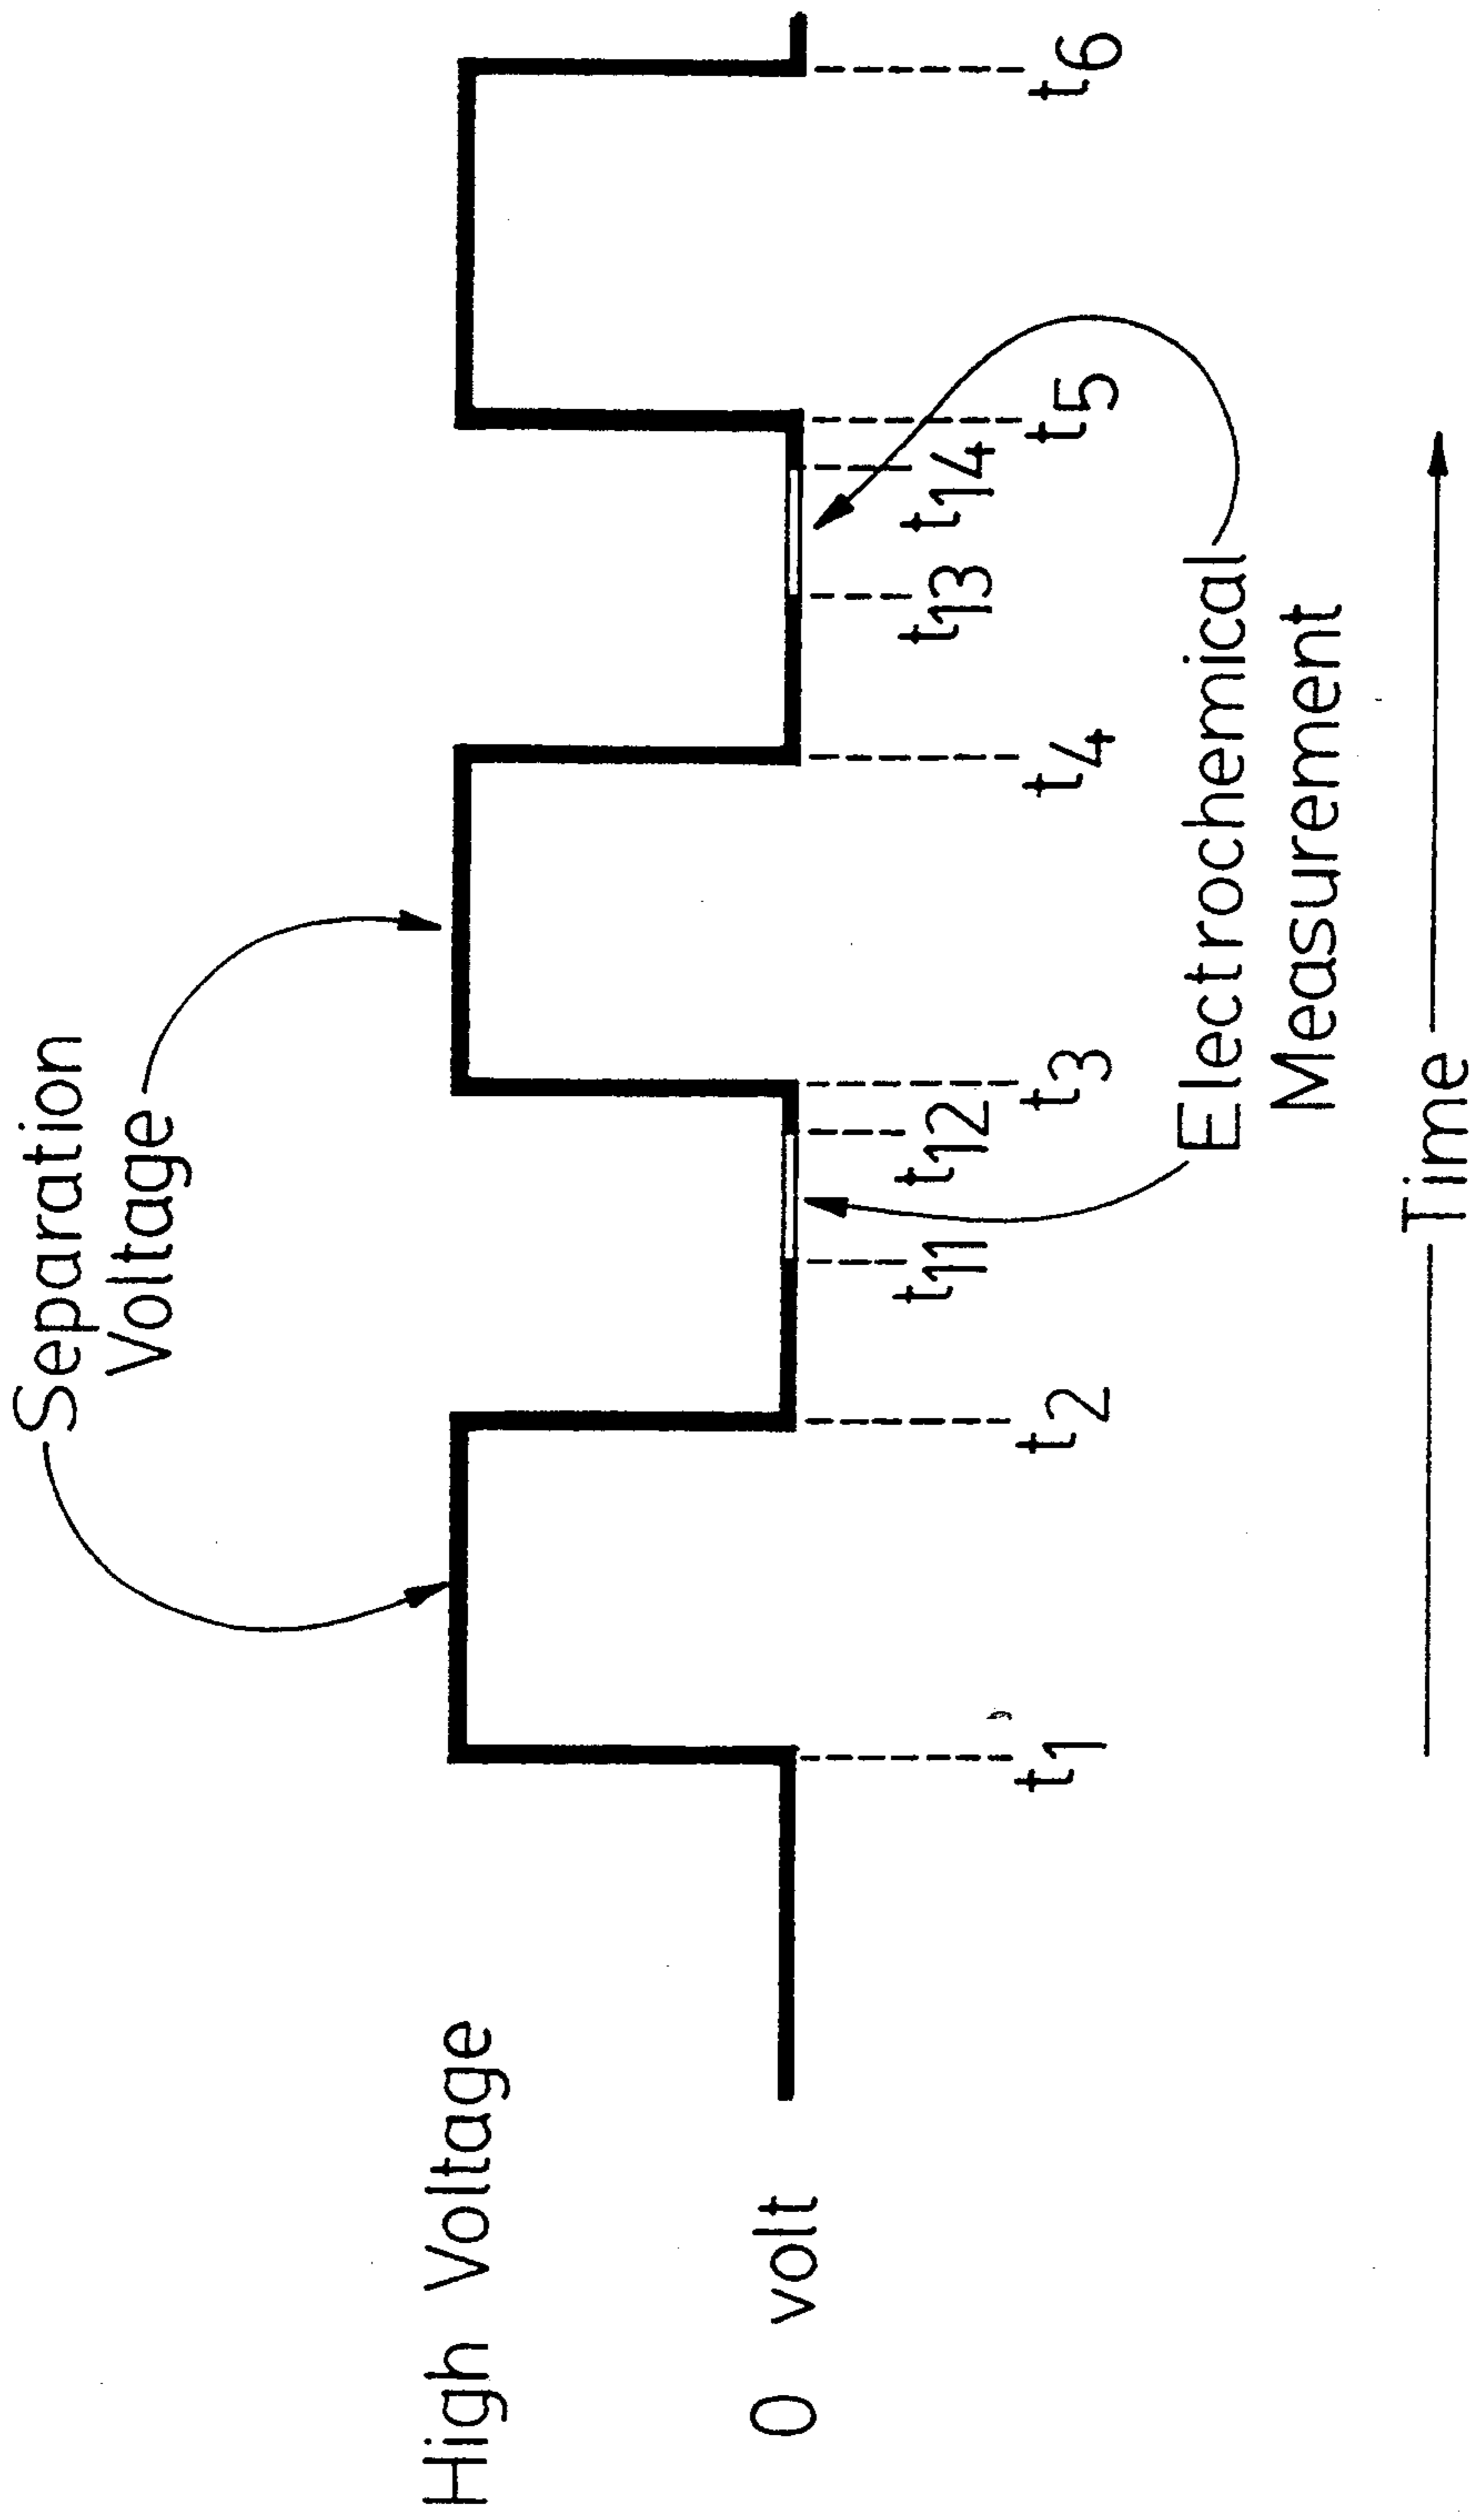 Separation
Voltage
High Voltage
0 volt
t1
t2
t11
t12
t3
t4
t13
t14
t5
t6
Electrochemical
Measurement
Time